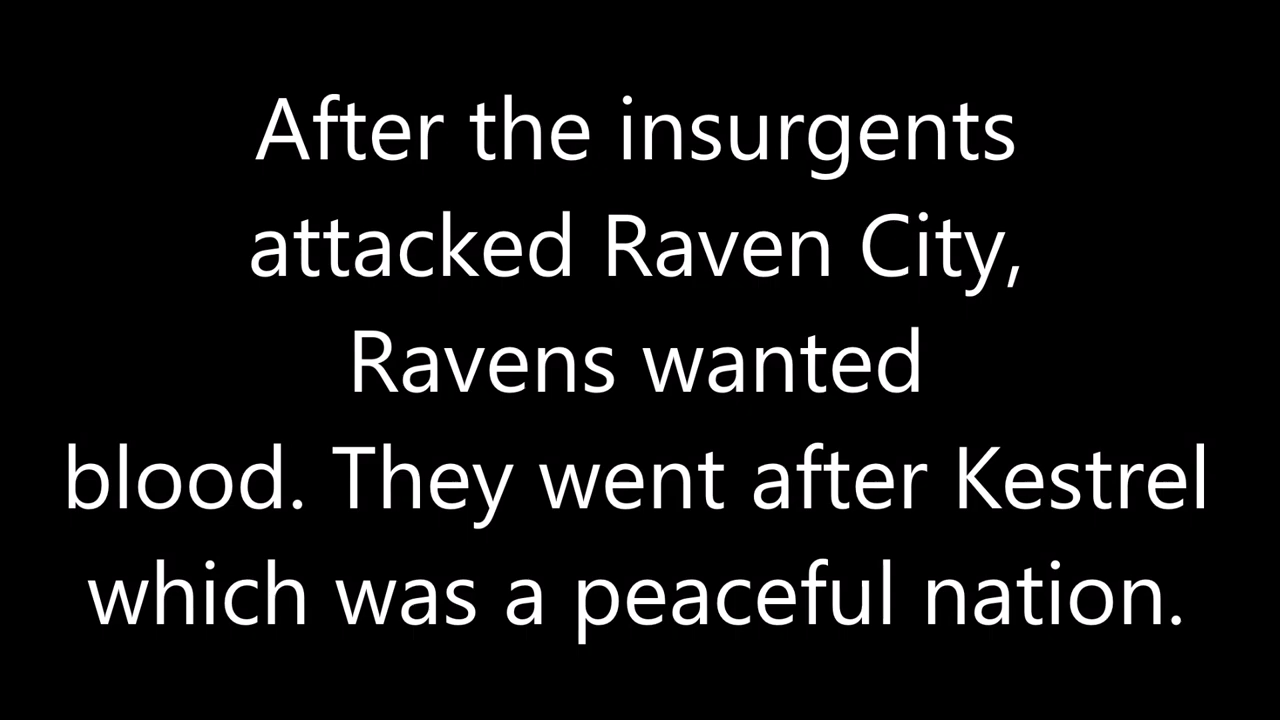 After the insurgents
attacked Raven City,
Ravens wanted
blood. They went after Kestrel
which was a peaceful nation.